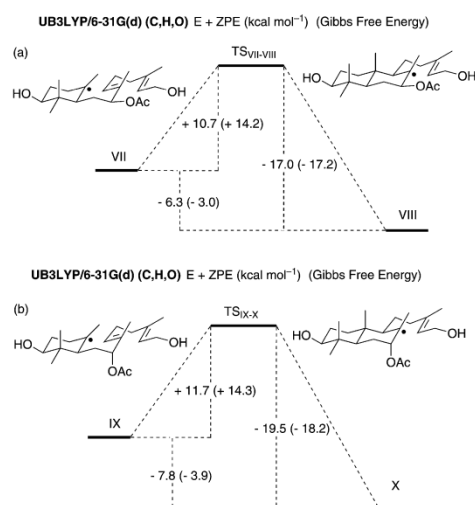 UB3LYP/6-31G(d) (C,H,O) E + ZPE (kcal mol⁻¹) (Gibbs Free Energy)
(a)
TSVII-VIII
HO
OAc
OH
HO
OAc
OH
+ 10.7 (+ 14.2)
VII
- 17.0 (- 17.2)
- 6.3 (- 3.0)
VIII
UB3LYP/6-31G(d) (C,H,O) E + ZPE (kcal mol⁻¹) (Gibbs Free Energy)
(b)
TSIX-X
HO
OAc
OH
HO
OAc
OH
+ 11.7 (+ 14.3)
IX
- 19.5 (- 18.2)
- 7.8 (- 3.9)
X